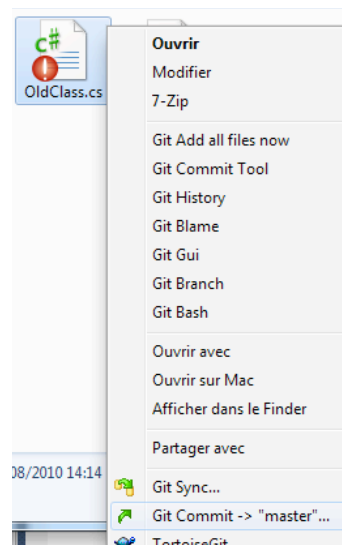 C#
OldClass.cs
Ouvrir
Modifier
7-Zip
Git Add all files now
Git Commit Tool
Git History
Git Blame
Git Gui
Git Branch
Git Bash
Ouvrir avec
Ouvrir sur Mac
Afficher dans le Finder
Partager avec
08/2010 14:14
Git Sync...
Git Commit -> "master"...
TortoiseGit